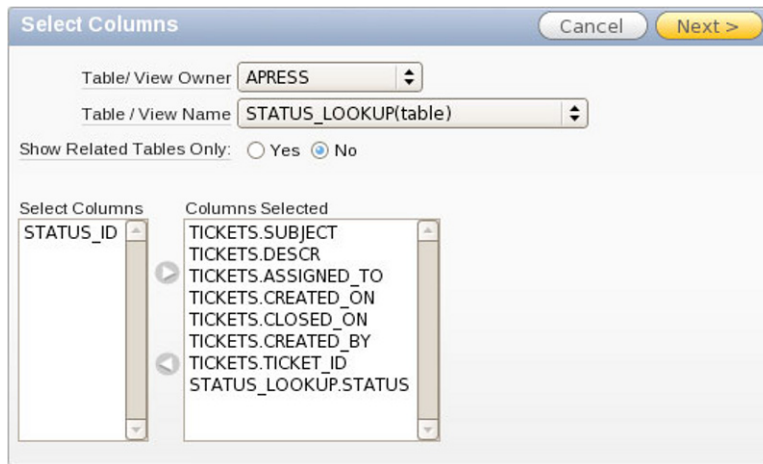 Select Columns
Cancel
Next >
Table/ View Owner APRESS
Table / View Name STATUS_LOOKUP(table)
Show Related Tables Only: Yes No
Select Columns
STATUS_ID
Columns Selected
TICKETS.SUBJECT
TICKETS.DESCR
TICKETS.ASSIGNED_TO
TICKETS.CREATED_ON
TICKETS.CLOSED_ON
TICKETS.CREATED_BY
TICKETS.TICKET_ID
STATUS_LOOKUP.STATUS